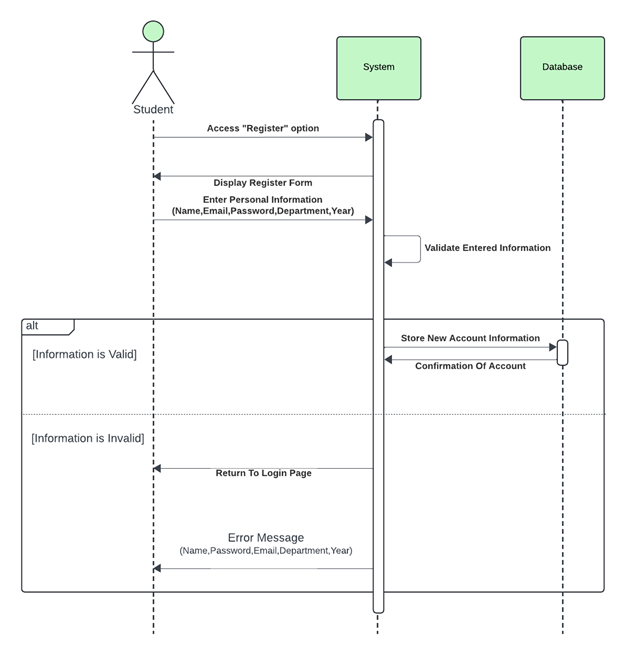 System
Database
Student
Access "Register" option
Display Register Form
Enter Personal Information
(Name,Email,Password,Department,Year)
Validate Entered Information
alt
Store New Account Information
[Information is Valid]
Confirmation Of Account
[Information is Invalid]
Return To Login Page
Error Message
(Name,Password,Email,Department,Year)